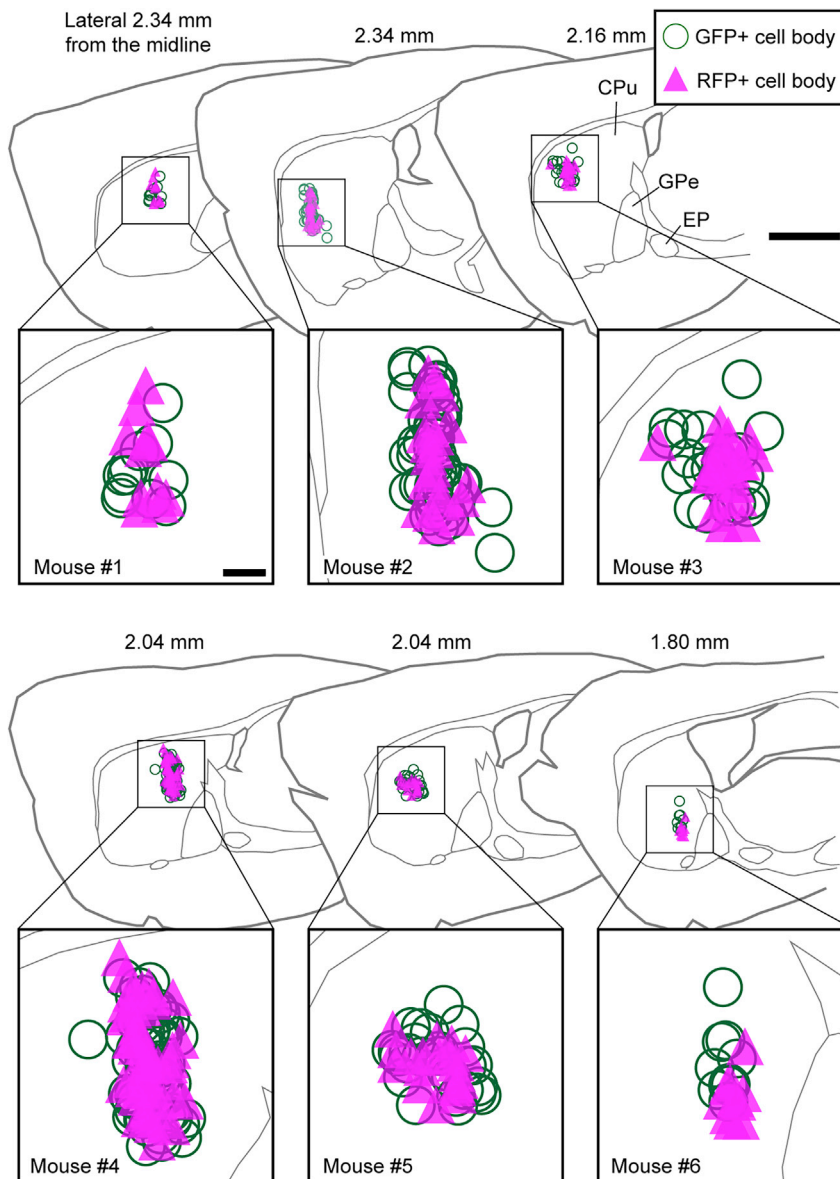 Lateral 2.34 mm
from the midline
2.34 mm
2.16 mm
GFP+ cell body
RFP+ cell body
CPu
GPe
EP
Mouse #1
Mouse #2
Mouse #3
2.04 mm
2.04 mm
1.80 mm
Mouse #4
Mouse #5
Mouse #6